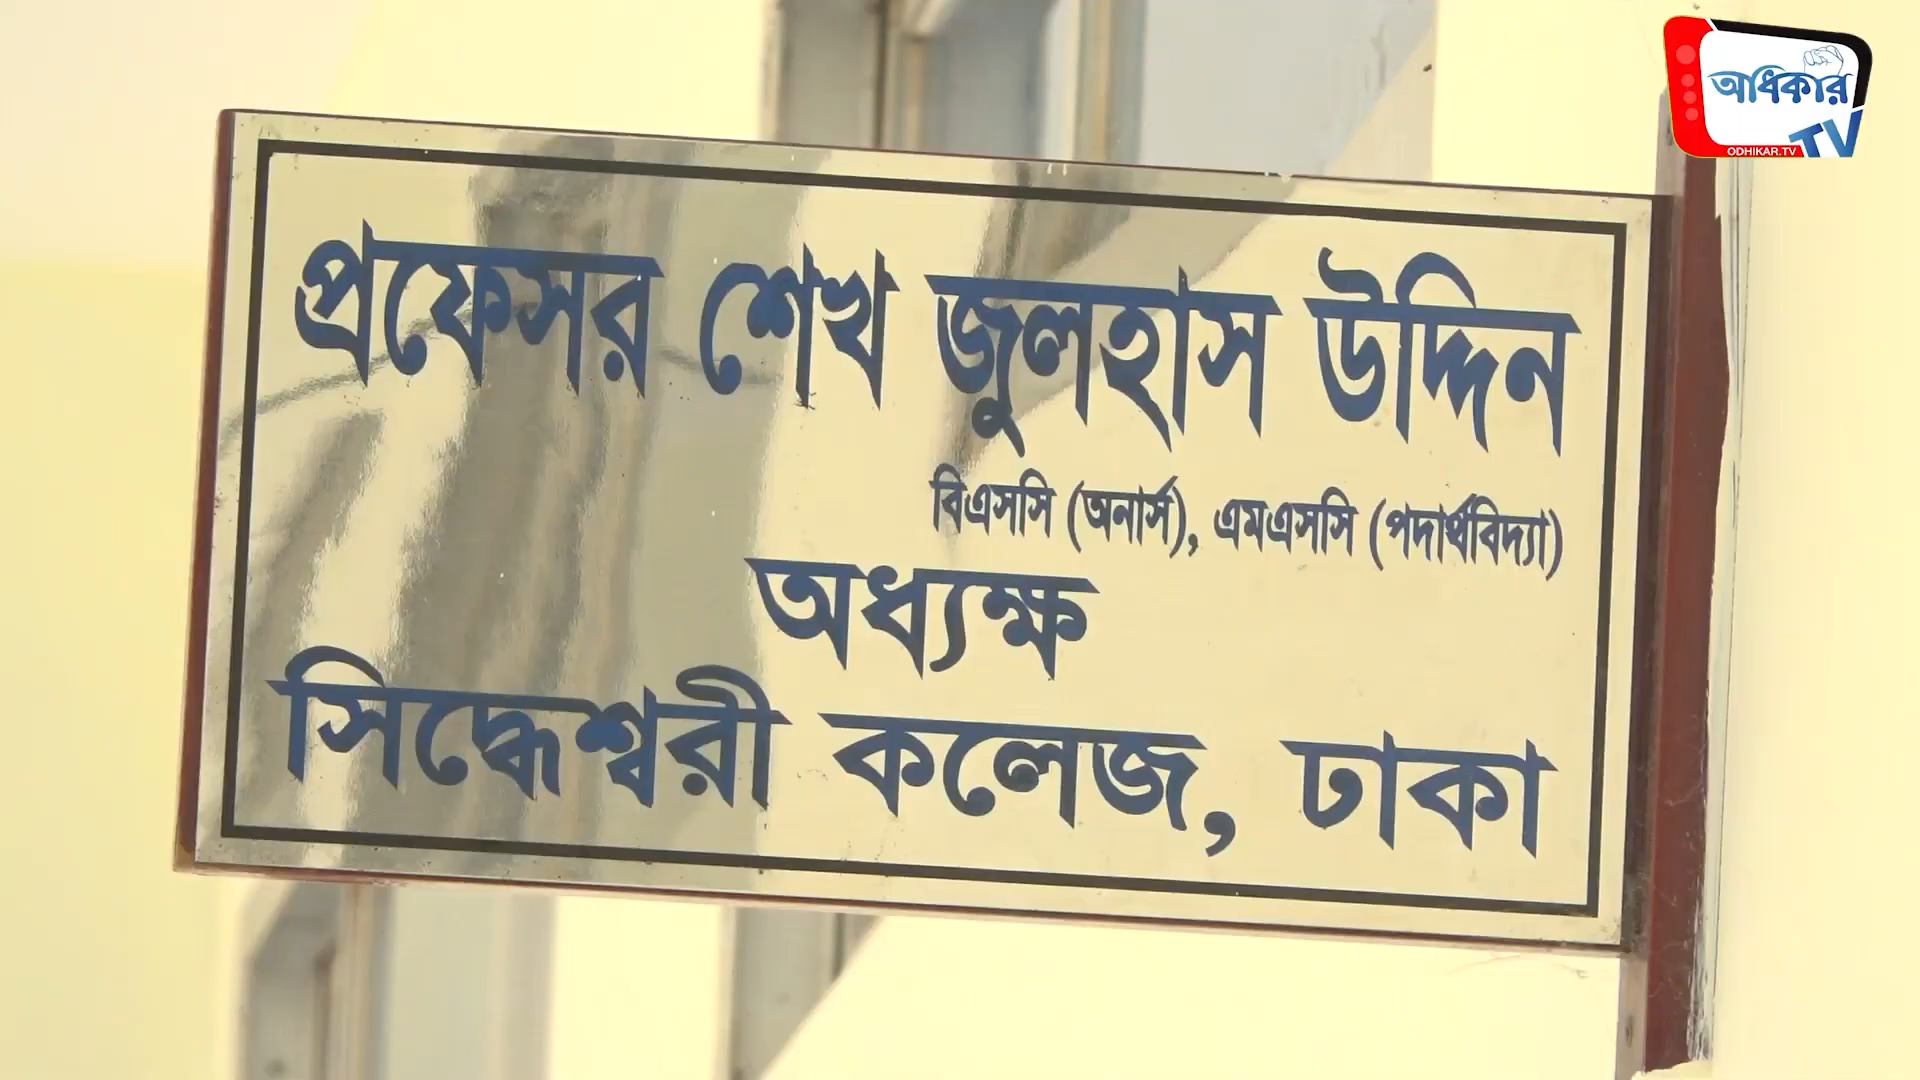 অধিকার
TV
ODHIKAR.TV
প্রফেসর শেখ জুলহাস উদ্দিন
বিএসসি (অনার্স), এমএসসি (পদার্থবিদ্যা)
অধ্যক্ষ
সিদ্ধেশ্বরী কলেজ, ঢাকা